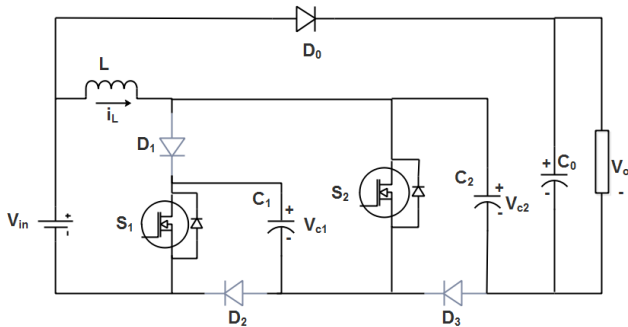 D0
L
iL
D1
C1
S2
C2
+
C0
+
Vo
-
Vin
+
-
S1
+
-
Vc1
+
-
Vc2
-
D2
D3